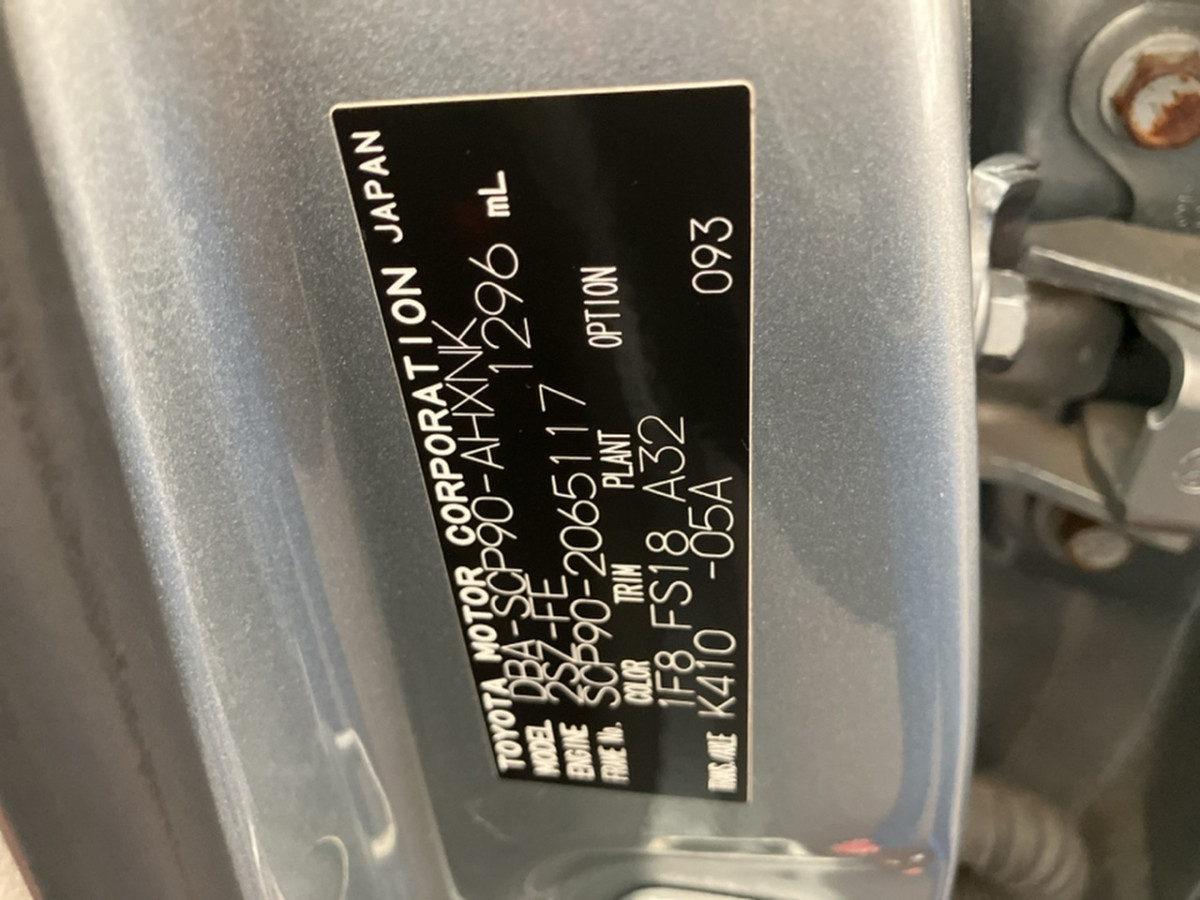 TOYOTA MOTOR CORPORATION JAPAN
MODEL DBA-SCP90-AHXNK
ENGINE 2SZ-FE 1296 mL
FRAME No. SCP90-2065117
COLOR TRIM PLANT OPTION
1F8 FS18 A32
TRANS./AXLE K410 -05A 093